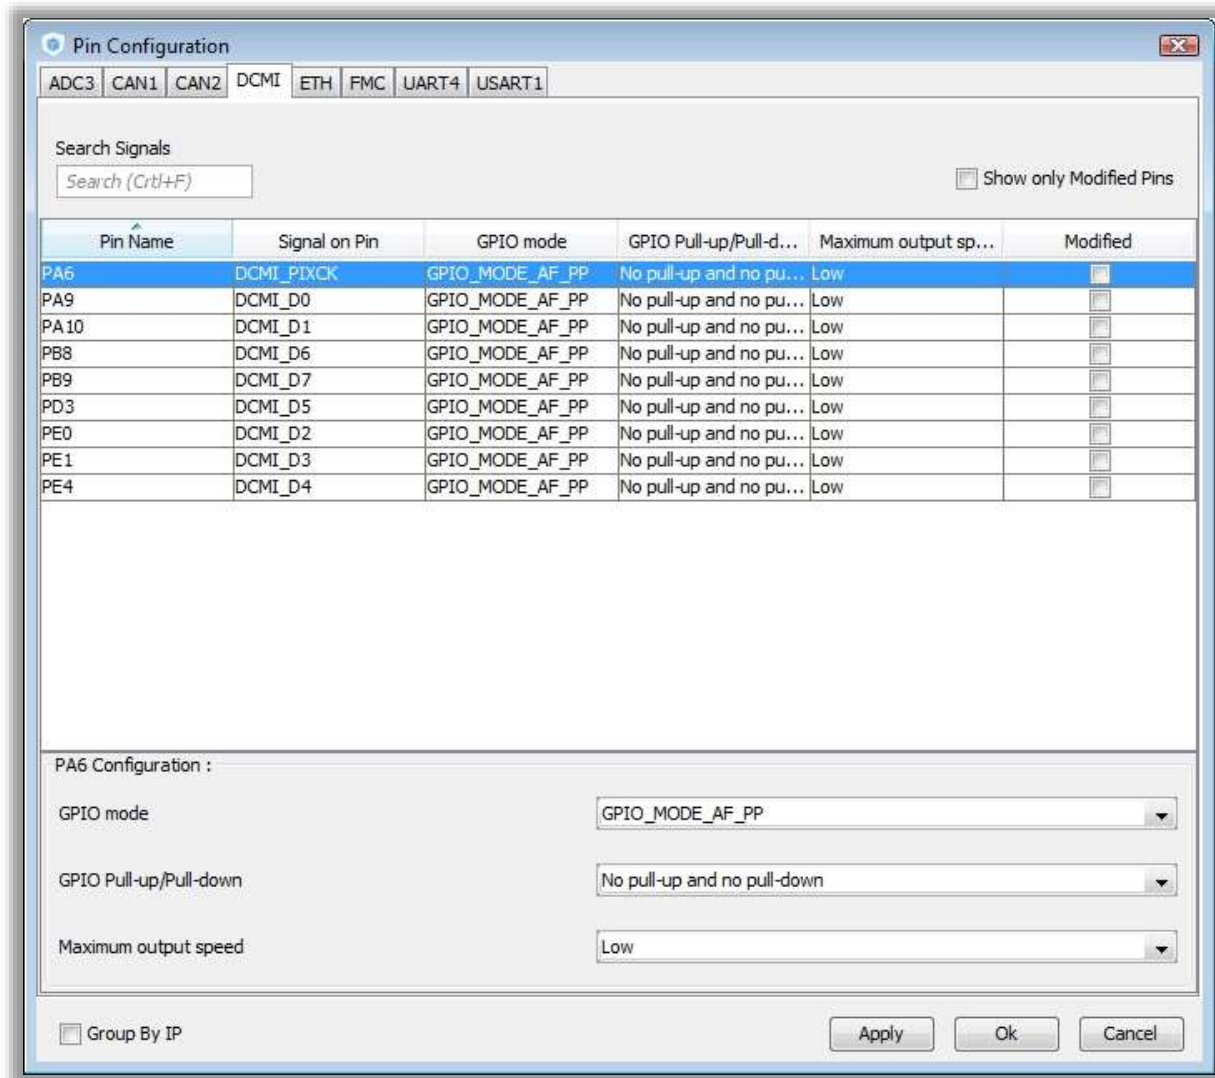 Pin Configuration
ADC3 CAN1 CAN2 DCMI ETH FMC UART4 USART1
Search Signals
Search (Crtl+F)
Show only Modified Pins
Pin Name Signal on Pin GPIO mode GPIO Pull-up/Pull-d... Maximum output sp... Modified
PA6 DCMI_PIXCK GPIO_MODE_AF_PP No pull-up and no pu... Low
PA9 DCMI_D0 GPIO_MODE_AF_PP No pull-up and no pu... Low
PA10 DCMI_D1 GPIO_MODE_AF_PP No pull-up and no pu... Low
PB8 DCMI_D6 GPIO_MODE_AF_PP No pull-up and no pu... Low
PB9 DCMI_D7 GPIO_MODE_AF_PP No pull-up and no pu... Low
PD3 DCMI_D5 GPIO_MODE_AF_PP No pull-up and no pu... Low
PE0 DCMI_D2 GPIO_MODE_AF_PP No pull-up and no pu... Low
PE1 DCMI_D3 GPIO_MODE_AF_PP No pull-up and no pu... Low
PE4 DCMI_D4 GPIO_MODE_AF_PP No pull-up and no pu... Low
PA6 Configuration :
GPIO mode GPIO_MODE_AF_PP
GPIO Pull-up/Pull-down No pull-up and no pull-down
Maximum output speed Low
Group By IP Apply Ok Cancel